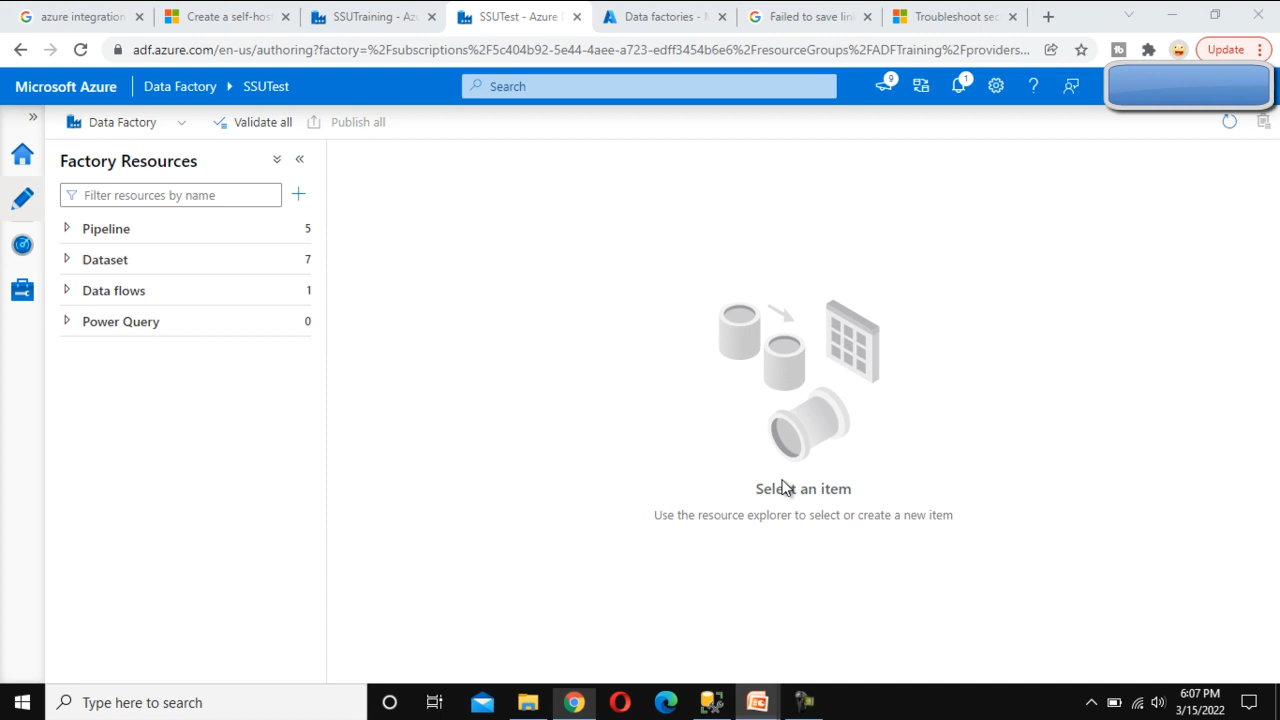 azure integration
Create a self-hos
SSUTraining - Azu
SSUTest - Azure D
Data factories - M
Failed to save link
Troubleshoot sec
adf.azure.com/en-us/authoring?factory=%2Fsubscriptions%2F5c404b92-5e44-4aee-a723-edff3454b6e6%2FresourceGroups%2FADFTraining%2Fproviders...
Update
Microsoft Azure
Data Factory
SSUTest
Search
9
1
Data Factory
Validate all
Publish all
Factory Resources
Filter resources by name
Pipeline 5
Dataset 7
Data flows 1
Power Query 0
Select an item
Use the resource explorer to select or create a new item
Type here to search
6:07 PM
3/15/2022